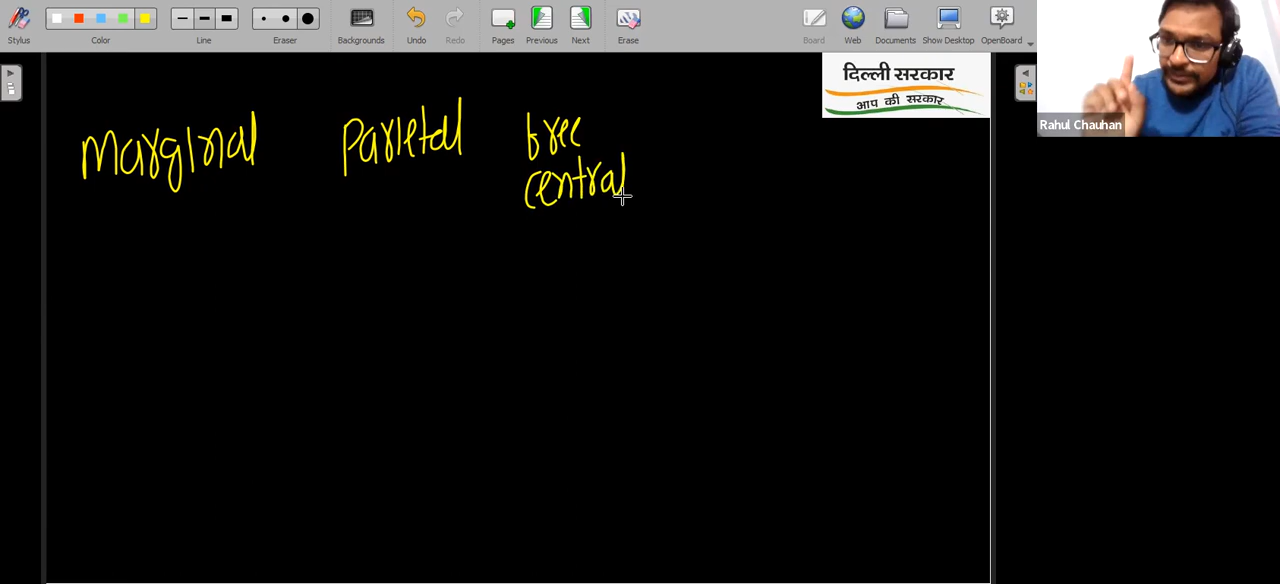 Stylus
Color
Line
Eraser
Backgrounds
Undo
Redo
Pages
Previous
Next
Erase
Board
Web
Documents
Show Desktop
OpenBoard
Rahul Chauhan
दिल्ली सरकार
आप की सरकार
Marginal Parietal free
central